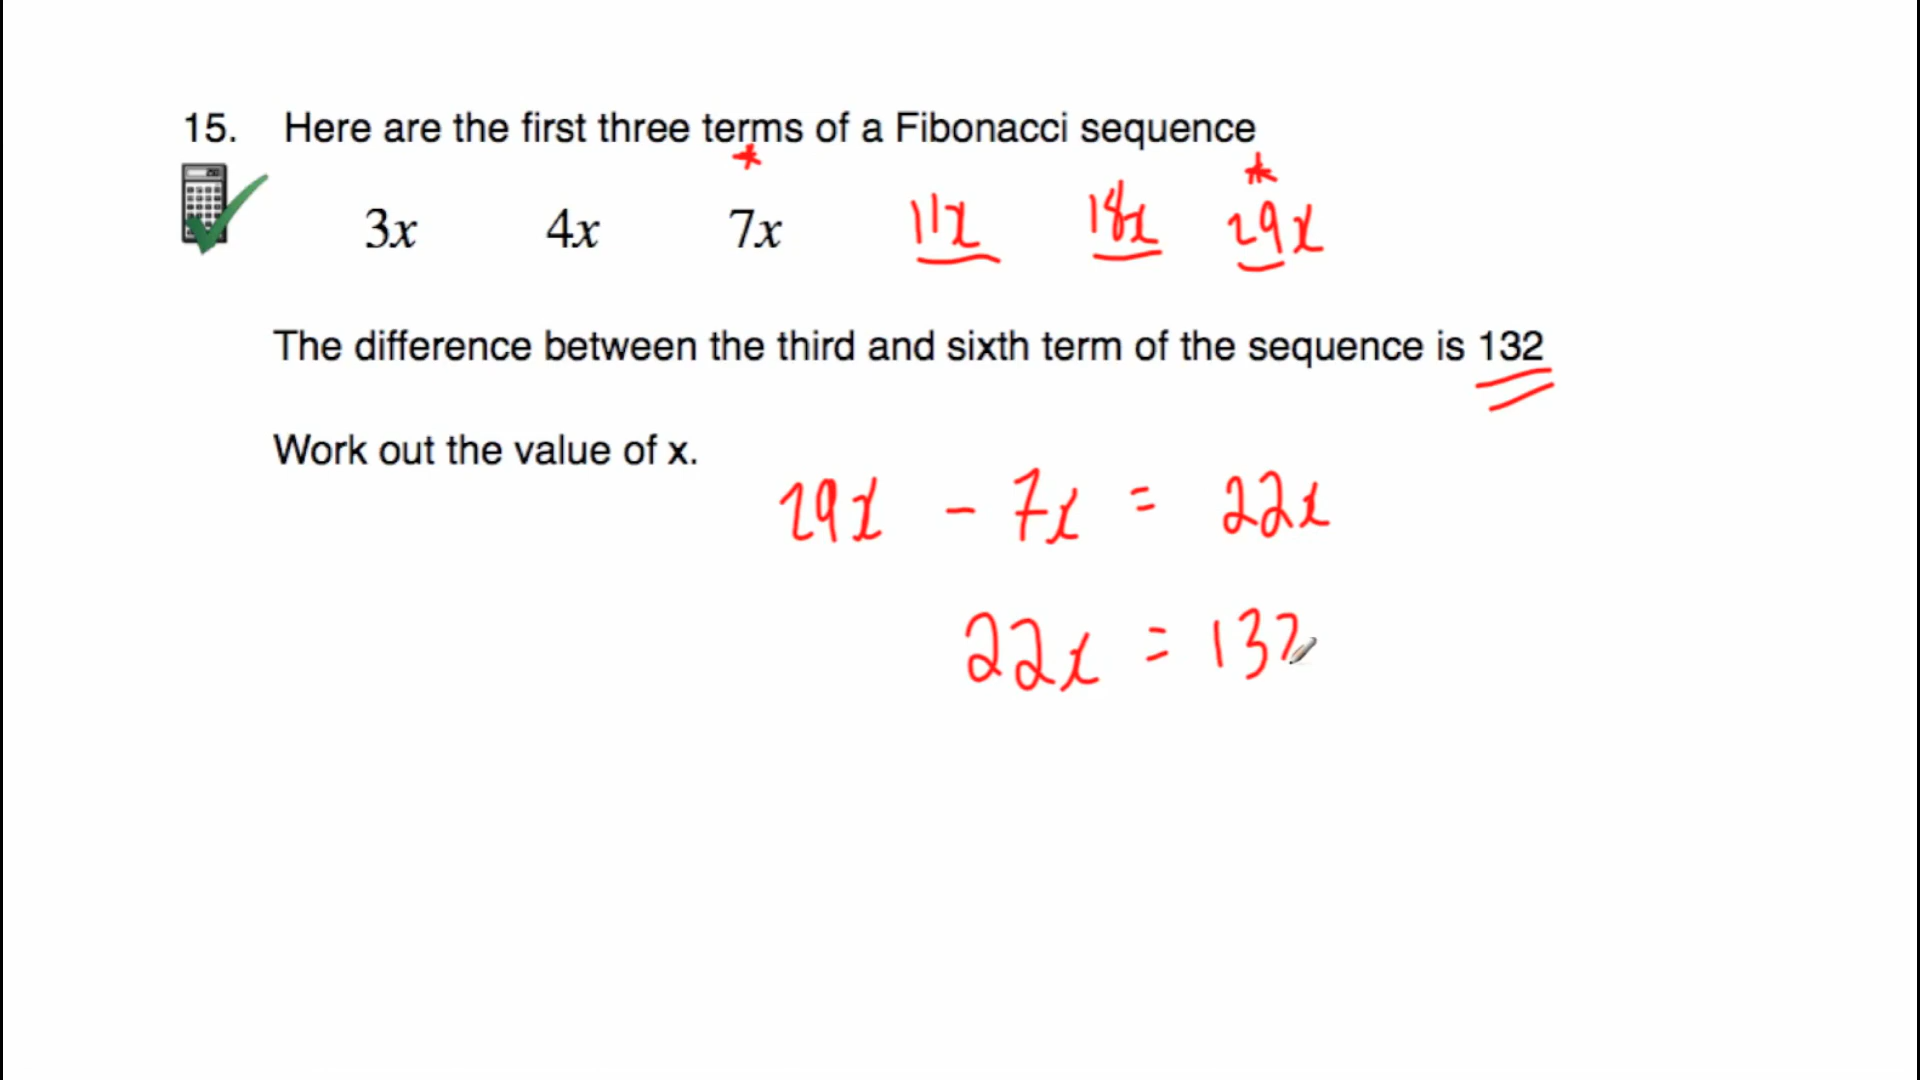 15. Here are the first three terms of a Fibonacci sequence
3x 4x 7x 11x 18x 29x
The difference between the third and sixth term of the sequence is 132
Work out the value of x.
29x - 7x = 22x
22x = 132